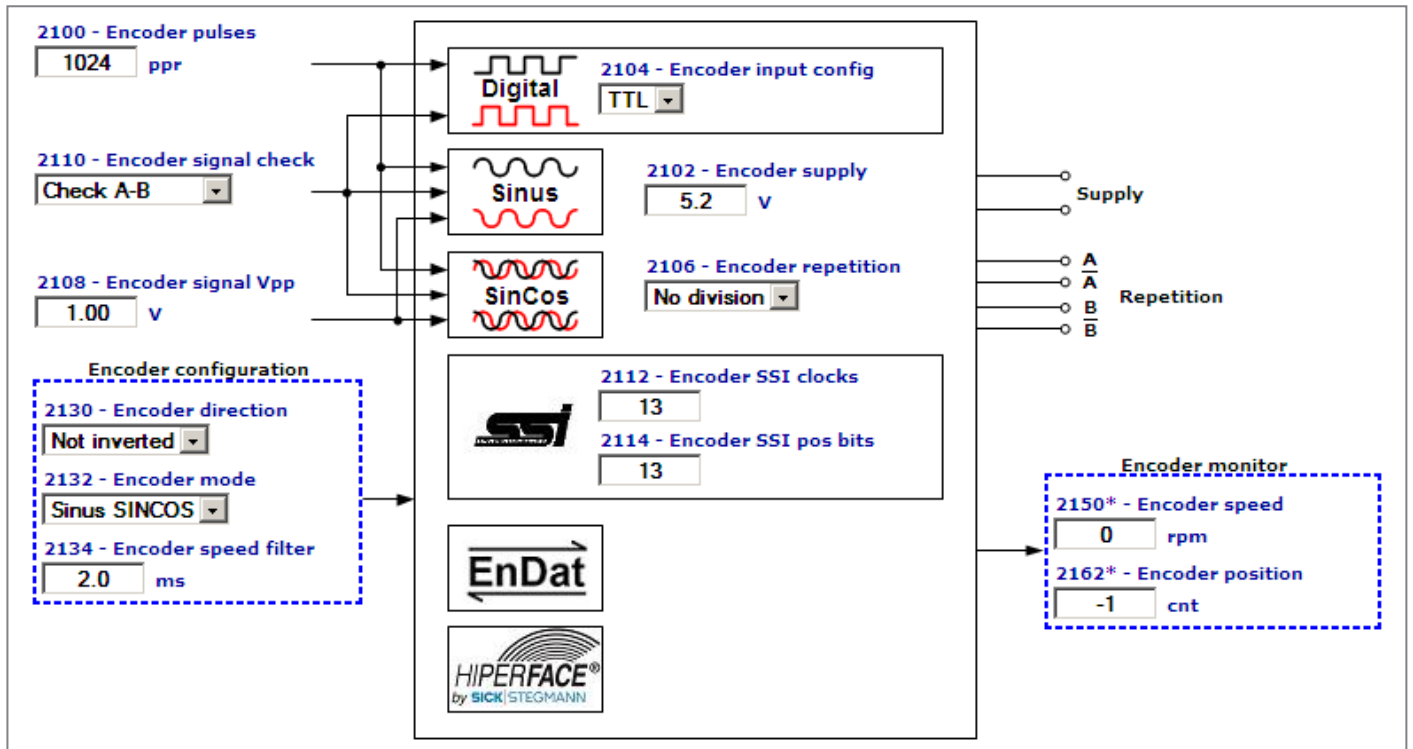 2100 - Encoder pulses
1024 ppr
2110 - Encoder signal check
Check A-B
2108 - Encoder signal Vpp
1.00 V
Encoder configuration
2130 - Encoder direction
Not inverted
2132 - Encoder mode
Sinus SINCOS
2134 - Encoder speed filter
2.0 ms
Digital
2104 - Encoder input config
TTL
Sinus
2102 - Encoder supply
5.2 V
SinCos
2106 - Encoder repetition
No division
SSI
2112 - Encoder SSI clocks
13
2114 - Encoder SSI pos bits
13
EnDat
HIPERFACE®
by SICK|STEGMANN
Supply
A
A
B
B
Repetition
Encoder monitor
2150* - Encoder speed
0 rpm
2162* - Encoder position
-1 cnt